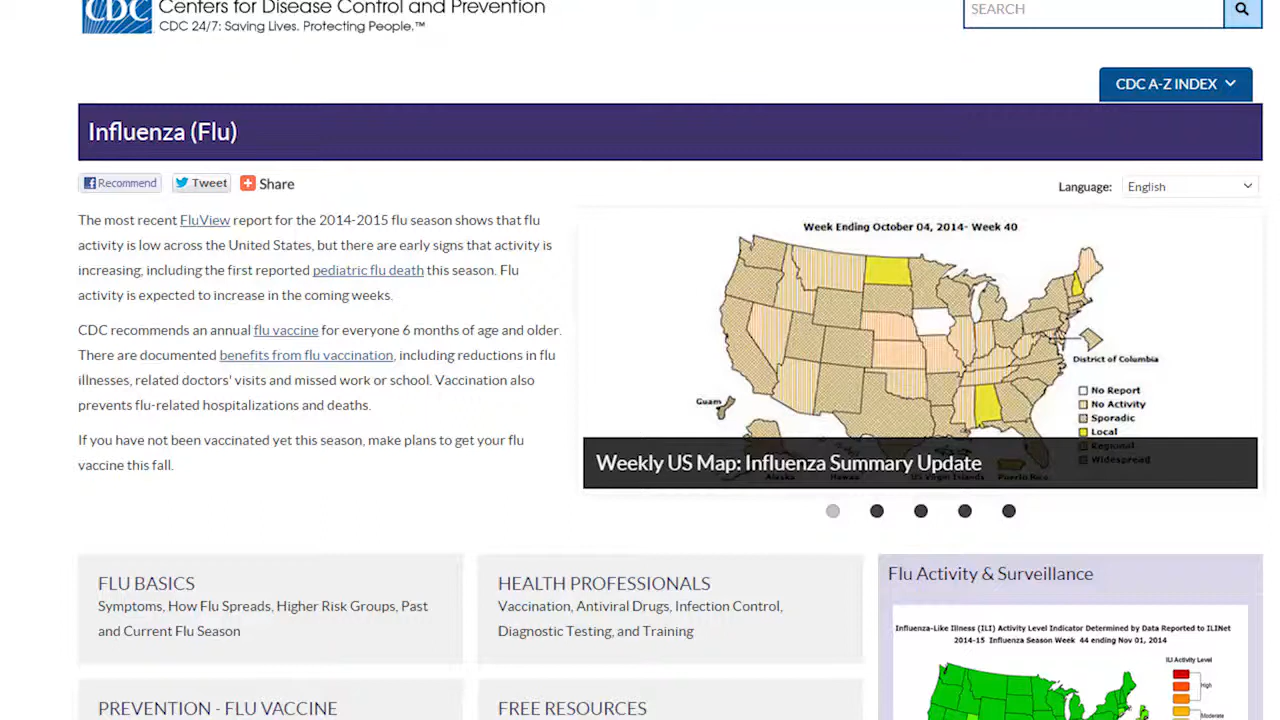 CDC
Centers for Disease Control and Prevention
CDC 24/7: Saving Lives. Protecting People.™
SEARCH
CDC A-Z INDEX
Influenza (Flu)
Recommend
Tweet
Share
Language:
English
The most recent FluView report for the 2014-2015 flu season shows that flu
activity is low across the United States, but there are early signs that activity is
increasing, including the first reported pediatric flu death this season. Flu
activity is expected to increase in the coming weeks.
CDC recommends an annual flu vaccine for everyone 6 months of age and older.
There are documented benefits from flu vaccination, including reductions in flu
illnesses, related doctors' visits and missed work or school. Vaccination also
prevents flu-related hospitalizations and deaths.
If you have not been vaccinated yet this season, make plans to get your flu
vaccine this fall.
Week Ending October 04, 2014- Week 40
District of Columbia
No Report
No Activity
Sporadic
Local
Regional
Widespread
Guam
Weekly US Map: Influenza Summary Update
Alaska
Hawaii
US Virgin Islands
Puerto Rico
FLU BASICS
Symptoms, How Flu Spreads, Higher Risk Groups, Past
and Current Flu Season
HEALTH PROFESSIONALS
Vaccination, Antiviral Drugs, Infection Control,
Diagnostic Testing, and Training
Flu Activity & Surveillance
Influenza-Like Illness (ILI) Activity Level Indicator Determined by Data Reported to ILINet
2014-15 Influenza Season Week 44 ending Nov 01, 2014
ILI Activity Level
High
Moderate
PREVENTION - FLU VACCINE
FREE RESOURCES